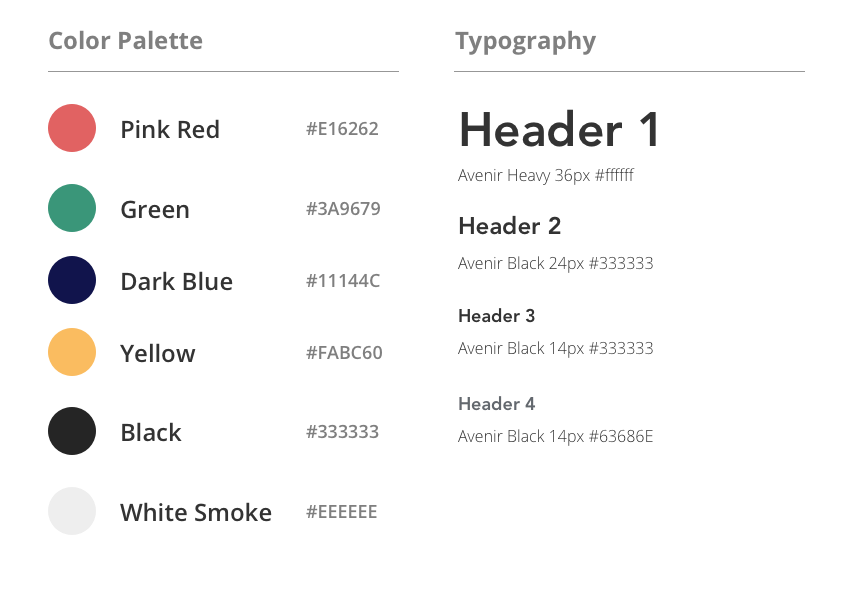 Color Palette
Pink Red #E16262
Green #3A9679
Dark Blue #11144C
Yellow #FABC60
Black #333333
White Smoke #EEEEEE
Typography
Header 1
Avenir Heavy 36px #ffffff
Header 2
Avenir Black 24px #333333
Header 3
Avenir Black 14px #333333
Header 4
Avenir Black 14px #63686E